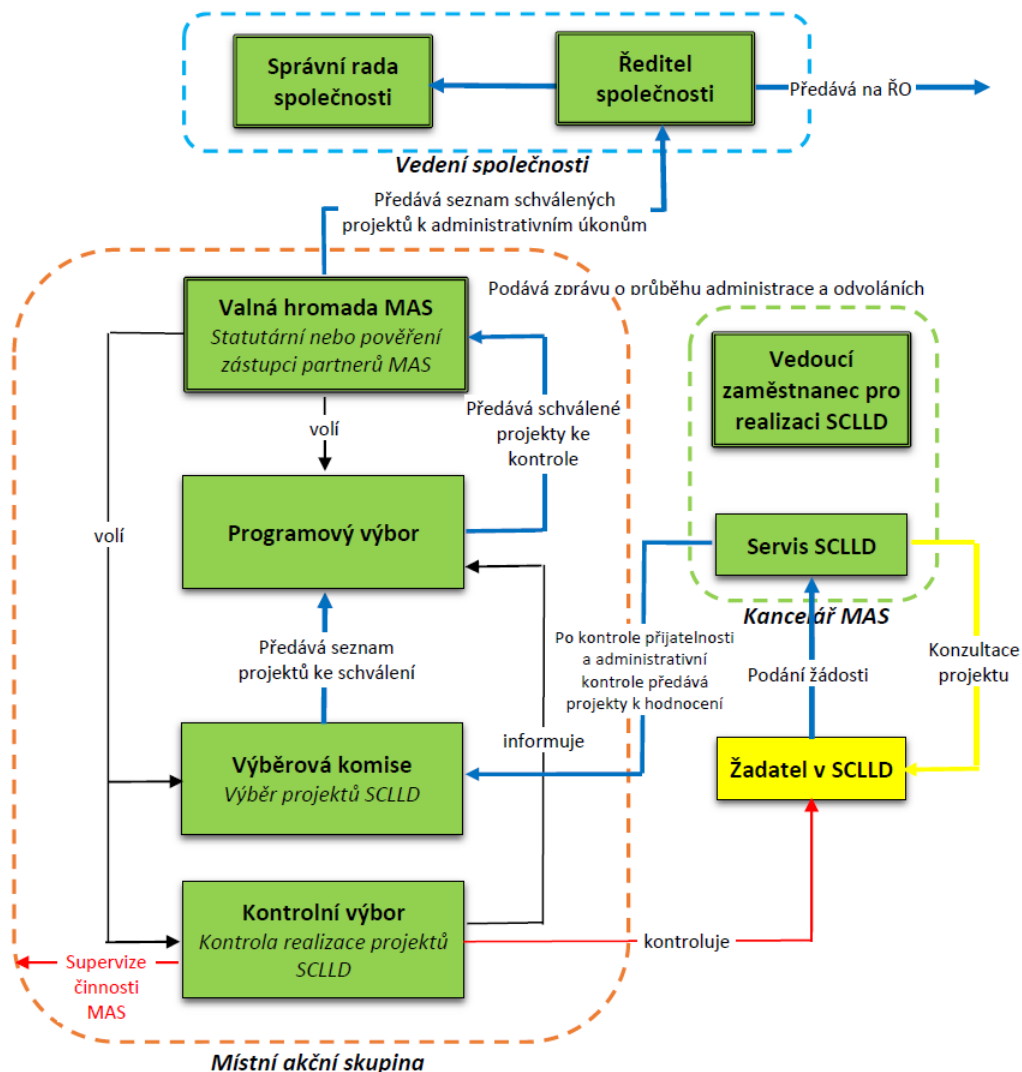 Správní rada
společnosti
Ředitel
společnosti
Předává na ŘO
Vedení společnosti
Předává seznam schválených
projektů k administrativním úkonům
Valná hromada MAS
Statutární nebo pověření
zástupci partnerů MAS
Podává zprávu o průběhu administrace a odvoláních
Vedoucí
zaměstnanec pro
realizaci SCLLD
Předává schválené
projekty ke
kontrole
volí
volí
Programový výbor
Servis SCLLD
Kancelář MAS
Předává seznam
projektů ke schválení
Po kontrole přijatelnosti
a administrativní
kontrole předává
projekty k hodnocení
Podání žádosti
Konzultace
projektu
informuje
Výběrová komise
Výběr projektů SCLLD
Žadatel v SCLLD
Kontrolní výbor
Kontrola realizace projektů
SCLLD
kontroluje
Supervize
činnosti
MAS
Místní akční skupina